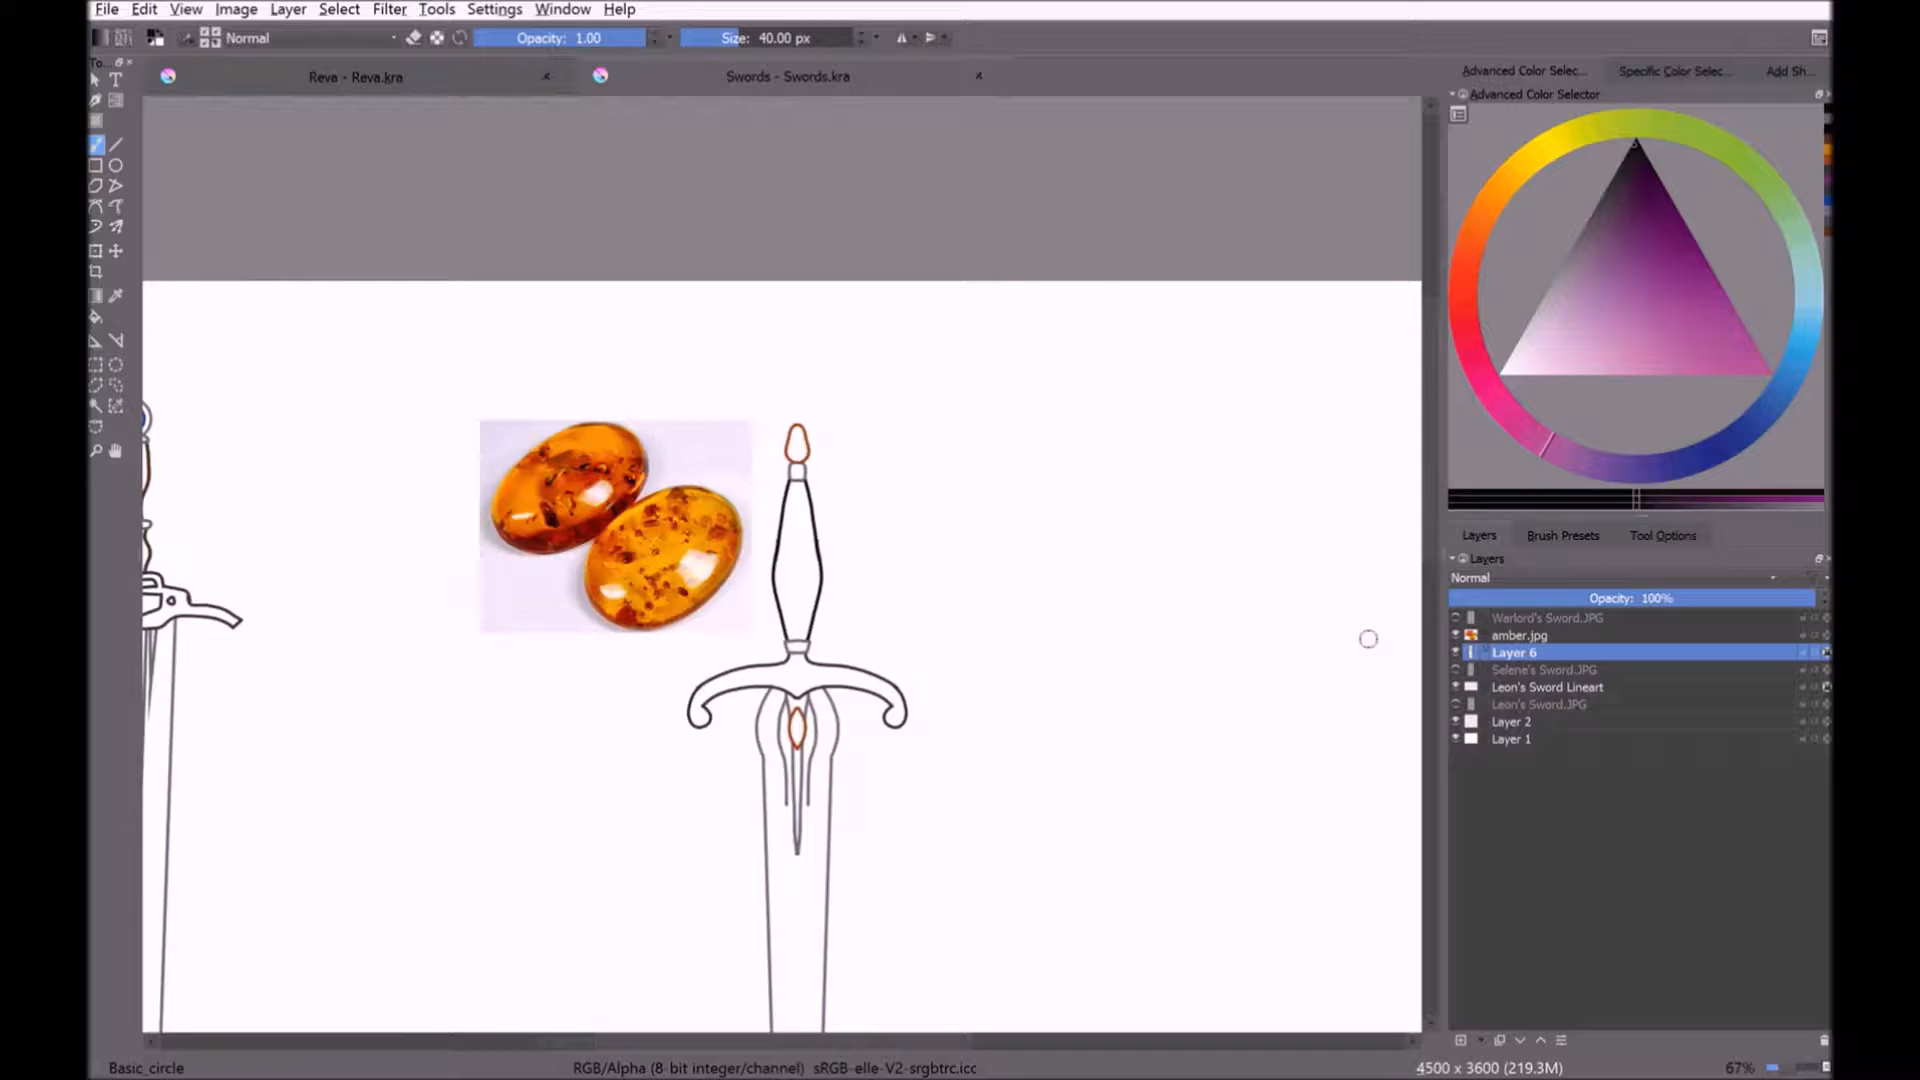 File Edit View Image Layer Select Filter Tools Settings Window Help
Normal Opacity: 1.00 Size: 40.00 px
To...
Reva - Reva.kra Swords - Swords.kra
Advanced Color Selec... Specific Color Selec... Add Sh...
Advanced Color Selector
Layers Brush Presets Tool Options
Layers
Normal
Opacity: 100%
Warlord's Sword.JPG
amber.jpg
Layer 6
Selene's Sword.JPG
Leon's Sword Lineart
Leon's Sword.JPG
Layer 2
Layer 1
Basic_circle RGB/Alpha (8-bit integer/channel) sRGB-elle-V2-srgbtrc.icc 4500 x 3600 (219.3M) 67%